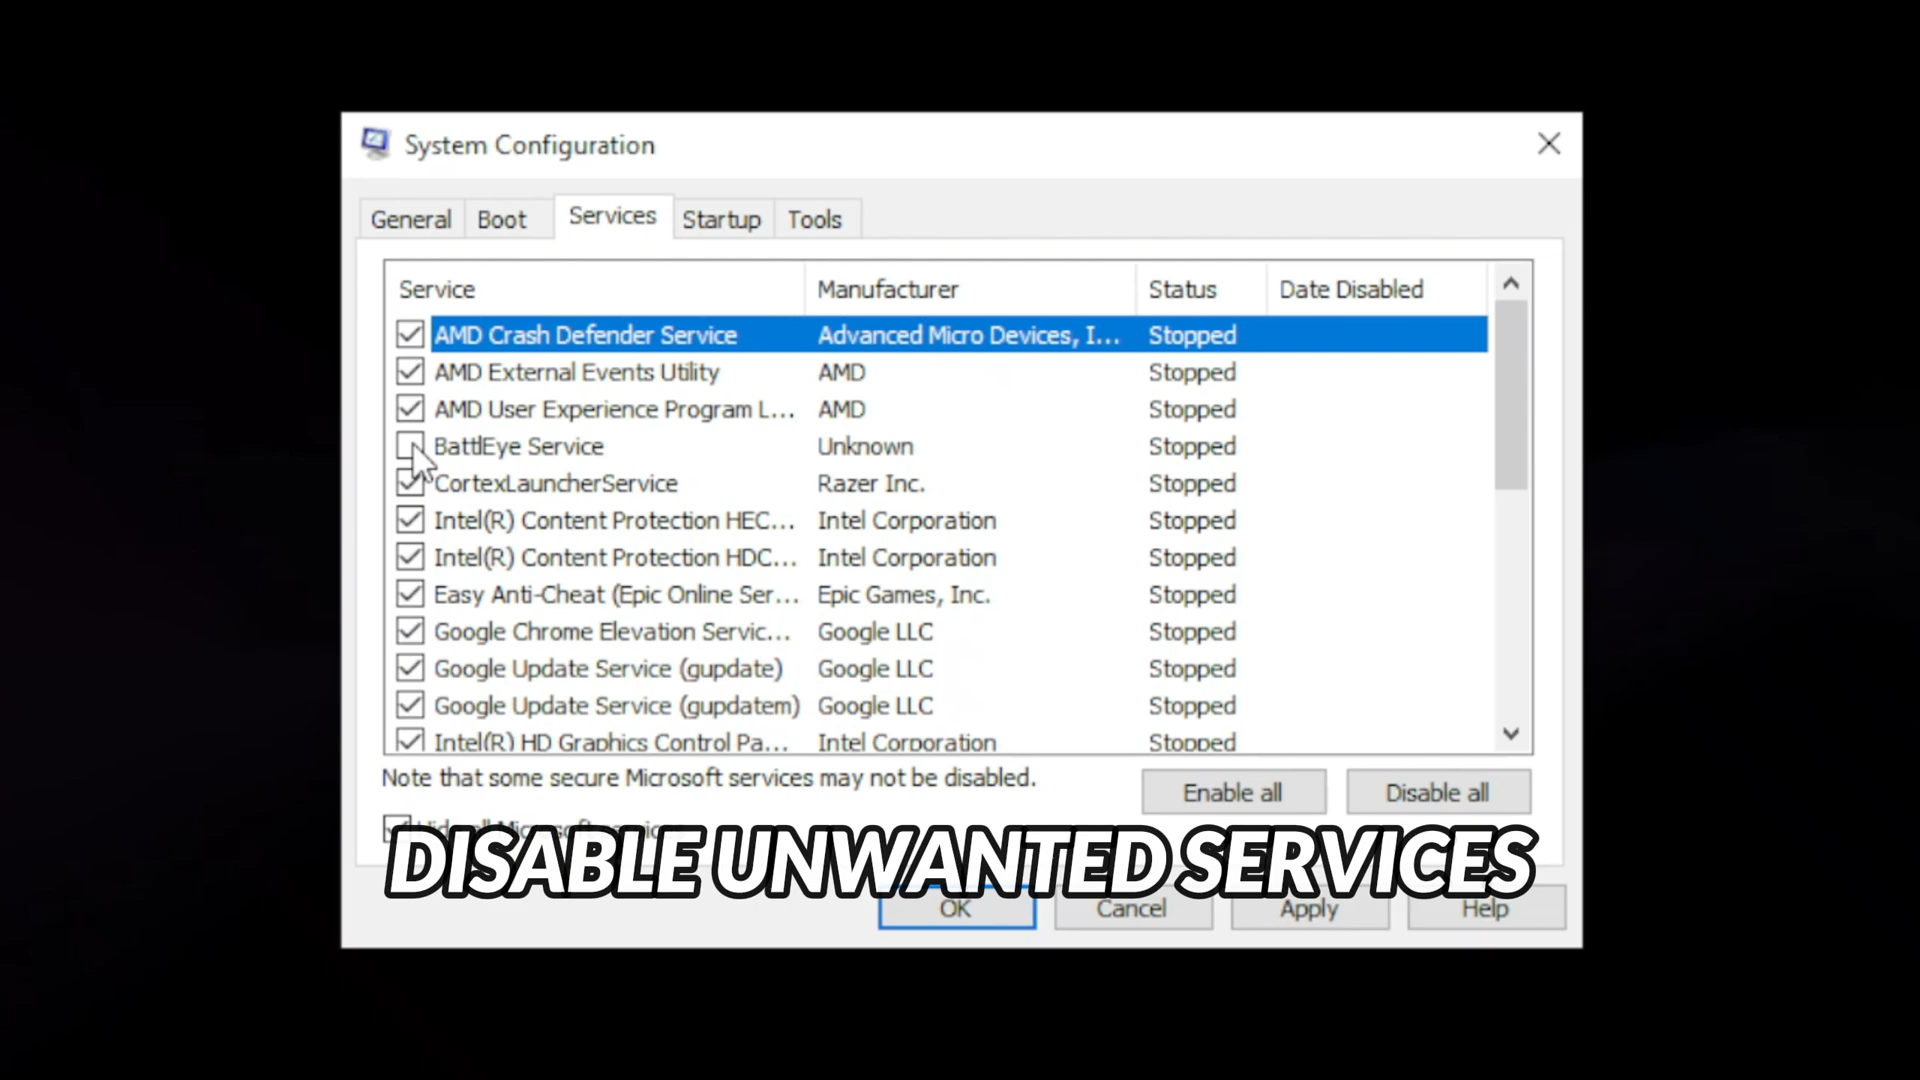 System Configuration
General Boot Services Startup Tools
Service Manufacturer Status Date Disabled
AMD Crash Defender Service Advanced Micro Devices, I... Stopped
AMD External Events Utility AMD Stopped
AMD User Experience Program L... AMD Stopped
BattlEye Service Unknown Stopped
CortexLauncherService Razer Inc. Stopped
Intel(R) Content Protection HEC... Intel Corporation Stopped
Intel(R) Content Protection HDC... Intel Corporation Stopped
Easy Anti-Cheat (Epic Online Ser... Epic Games, Inc. Stopped
Google Chrome Elevation Servic... Google LLC Stopped
Google Update Service (gupdate) Google LLC Stopped
Google Update Service (gupdatem) Google LLC Stopped
Intel(R) HD Graphics Control Pa... Intel Corporation Stopped
Note that some secure Microsoft services may not be disabled.
Enable all Disable all
Hide all Microsoft services
DISABLE UNWANTED SERVICES
OK Cancel Apply Help